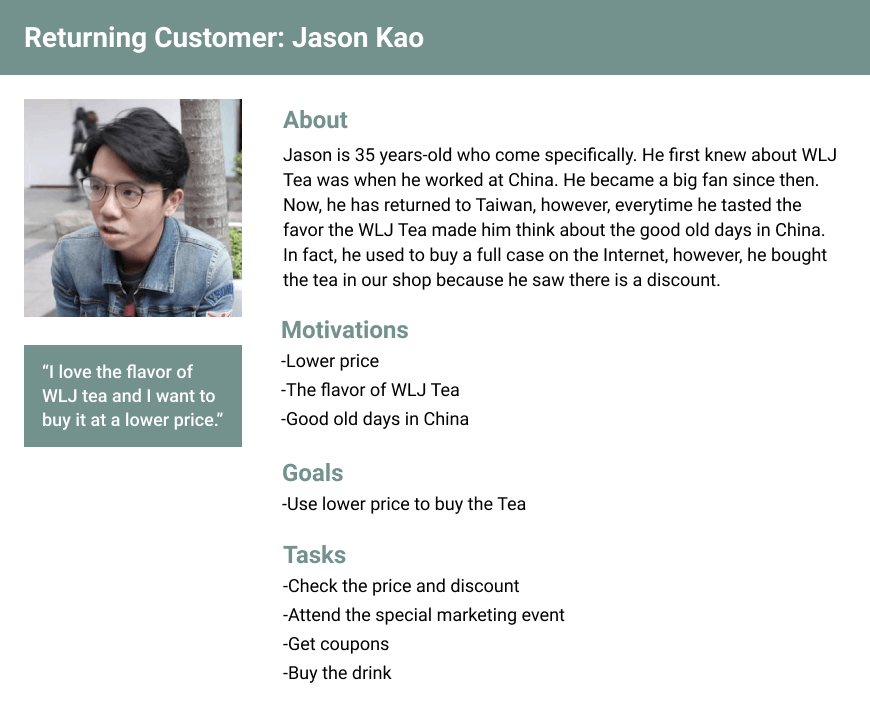 Returning Customer: Jason Kao
About
Jason is 35 years-old who come specifically. He first knew about WLJ
Tea was when he worked at China. He became a big fan since then.
Now, he has returned to Taiwan, however, everytime he tasted the
favor the WLJ Tea made him think about the good old days in China.
In fact, he used to buy a full case on the Internet, however, he bought
the tea in our shop because he saw there is a discount.
“I love the flavor of
WLJ tea and I want to
buy it at a lower price.”
Motivations
-Lower price
-The flavor of WLJ Tea
-Good old days in China
Goals
-Use lower price to buy the Tea
Tasks
-Check the price and discount
-Attend the special marketing event
-Get coupons
-Buy the drink